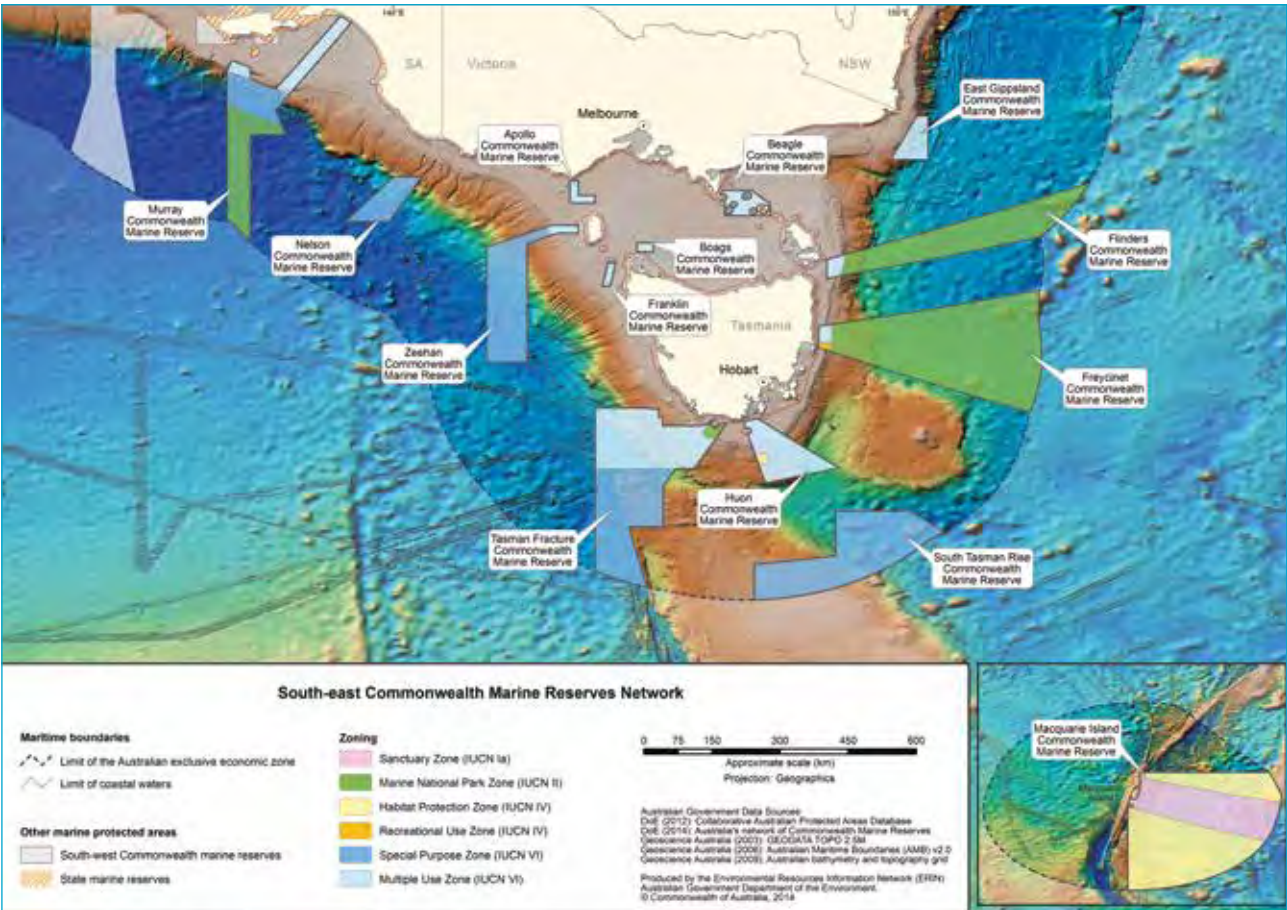 140°E
150°E
SA
Victoria
NSW
Melbourne
East Gippsland
Commonwealth
Marine Reserve
Apollo
Commonwealth
Marine Reserve
Beagle
Commonwealth
Marine Reserve
Murray
Commonwealth
Marine Reserve
Nelson
Commonwealth
Marine Reserve
Boags
Commonwealth
Marine Reserve
Flinders
Commonwealth
Marine Reserve
Franklin
Commonwealth
Marine Reserve
Tasmania
Zeehan
Commonwealth
Marine Reserve
Hobart
Freycinet
Commonwealth
Marine Reserve
Huon
Commonwealth
Marine Reserve
Tasman Fracture
Commonwealth
Marine Reserve
South Tasman Rise
Commonwealth
Marine Reserve
South-east Commonwealth Marine Reserves Network
Maritime boundaries
Limit of the Australian exclusive economic zone
Limit of coastal waters
Other marine protected areas
South-west Commonwealth marine reserves
State marine reserves
Zoning
Sanctuary Zone (IUCN Ia)
Marine National Park Zone (IUCN II)
Habitat Protection Zone (IUCN IV)
Recreational Use Zone (IUCN IV)
Special Purpose Zone (IUCN VI)
Multiple Use Zone (IUCN VI)
0 75 150 300 450 600
Approximate scale (km)
Projection: Geographics
Australian Government Data Sources:
DoE (2012): Collaborative Australian Protected Areas Database
DoE (2014): Australia's network of Commonwealth Marine Reserves
Geoscience Australia (2003): GEODATA TOPO 2.5M
Geoscience Australia (2006): Australian Maritime Boundaries (AMB) v2.0
Geoscience Australia (2009): Australian bathymetry and topography grid
Produced by the Environmental Resources Information Network (ERIN)
Australian Government Department of the Environment.
© Commonwealth of Australia, 2014
Macquarie Island
Commonwealth
Marine Reserve